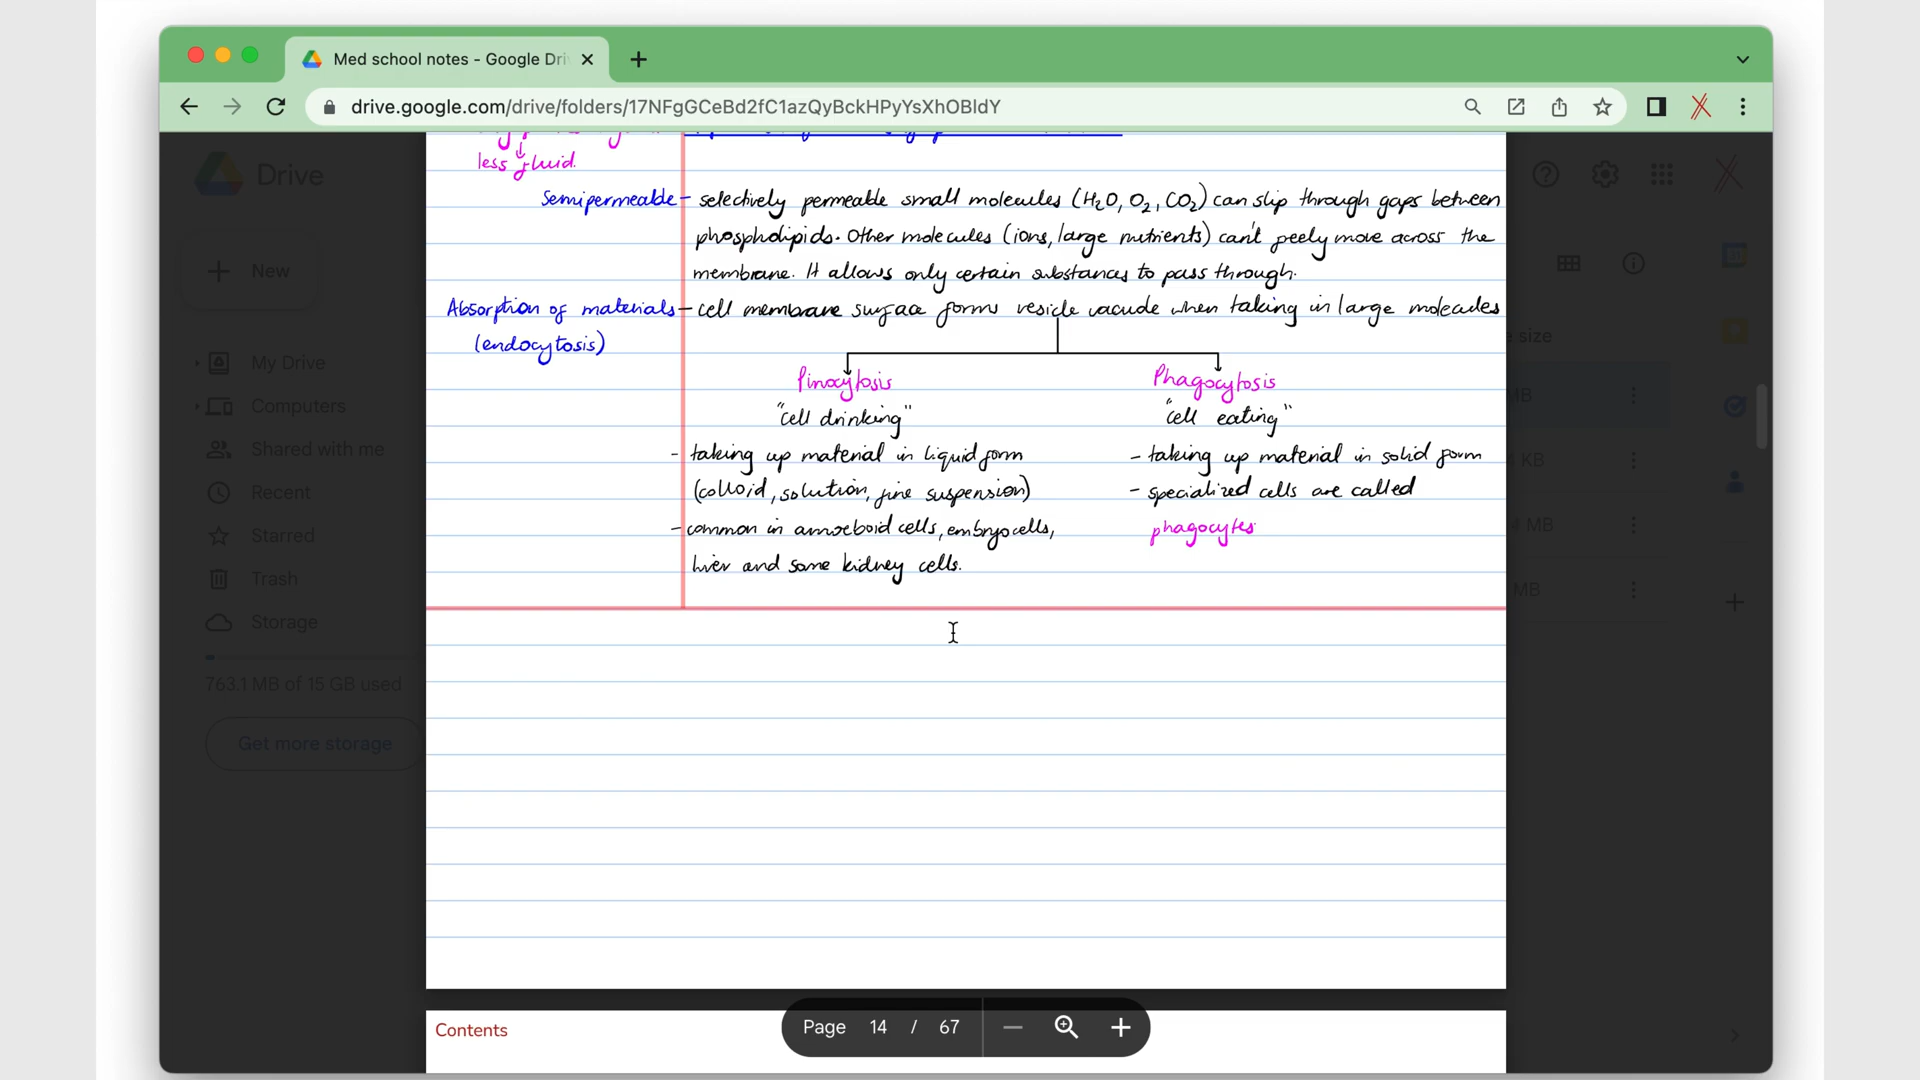 Med school notes - Google Dri
drive.google.com/drive/folders/17NFgGCeBd2fC1azQyBckHPyYsXhOBldY
Drive
New
My Drive
Computers
Shared with me
Recent
Starred
Trash
Storage
763.1 MB of 15 GB used
Get more storage
less fluid.
Semipermeable - selectively permeable small molecules (H₂O, O₂, CO₂) can slip through gaps between
phospholipids. Other molecules (ions, large nutrients) can't freely move across the
membrane. It allows only certain substances to pass through.
Absorption of materials - cell membrane surface forms vesicle vacuole when taking in large molecules
(endocytosis)
Pinocytosis
"cell drinking"
- taking up material in liquid form
(colloid, solution, fine suspension)
- common in amoeboid cells, embryo cells,
liver and some kidney cells.
Phagocytosis
"cell eating"
- taking up material in solid form
- specialized cells are called
phagocytes
size
MB
KB
MB
MB
Contents
Page 14 / 67